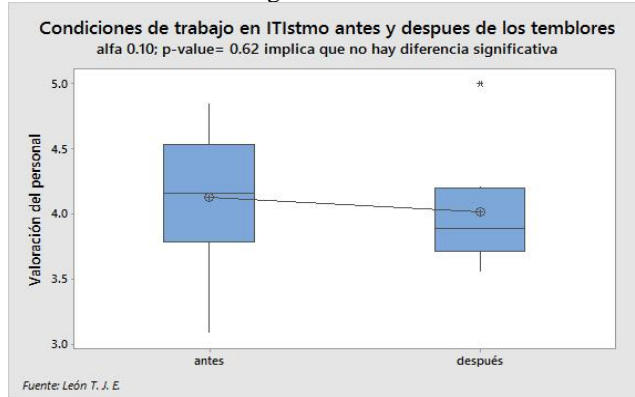 Condiciones de trabajo en ITIstmo antes y despues de los temblores
alfa 0.10; p-value= 0.62 implica que no hay diferencia significativa
5.0
4.5
4.0
3.5
3.0
Valoración del personal
antes
después
Fuente: León T. J. E.